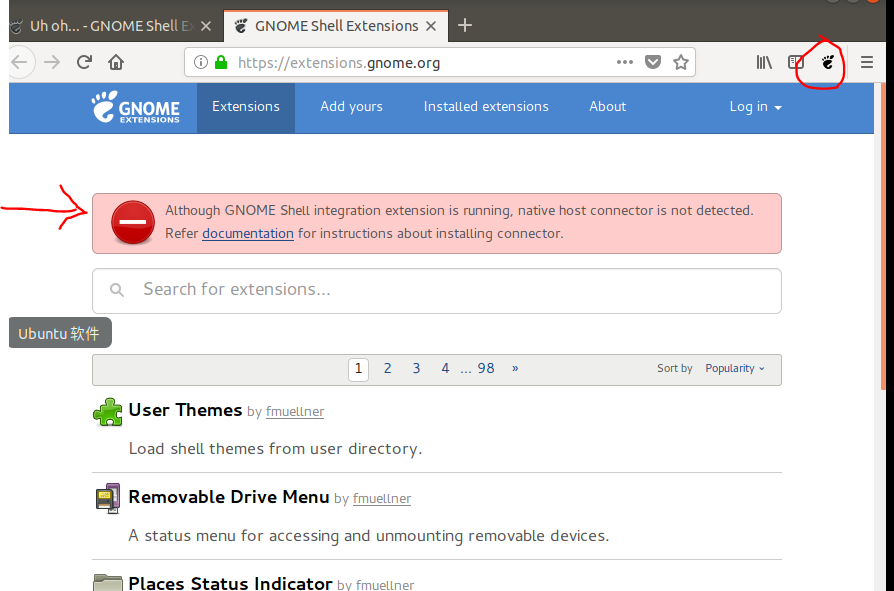 Uh oh... - GNOME Shell Ex
GNOME Shell Extensions
https://extensions.gnome.org
GNOME
EXTENSIONS
Extensions
Add yours
Installed extensions
About
Log in
Although GNOME Shell integration extension is running, native host connector is not detected.
Refer documentation for instructions about installing connector.
Search for extensions...
Ubuntu 软件
1 2 3 4 ... 98 »
Sort by Popularity
User Themes by fmuellner
Load shell themes from user directory.
Removable Drive Menu by fmuellner
A status menu for accessing and unmounting removable devices.
Places Status Indicator by fmuellner